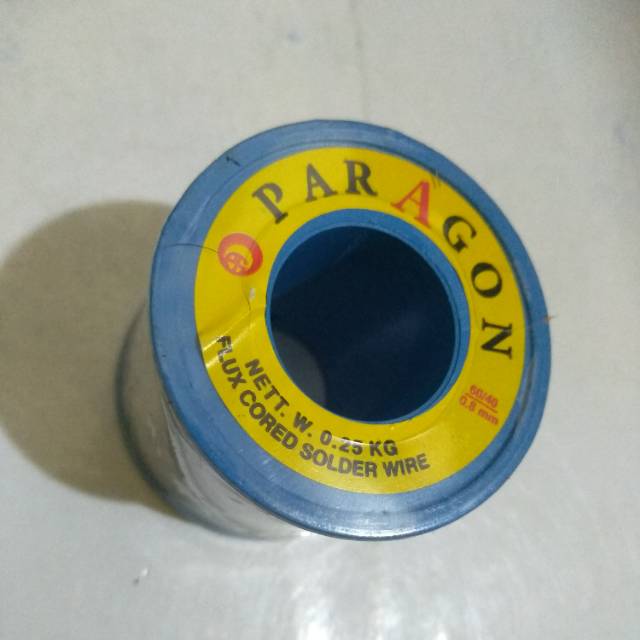 PARAGON
60/40
0.8 mm
NETT. W. 0.25 KG
FLUX CORED SOLDER WIRE